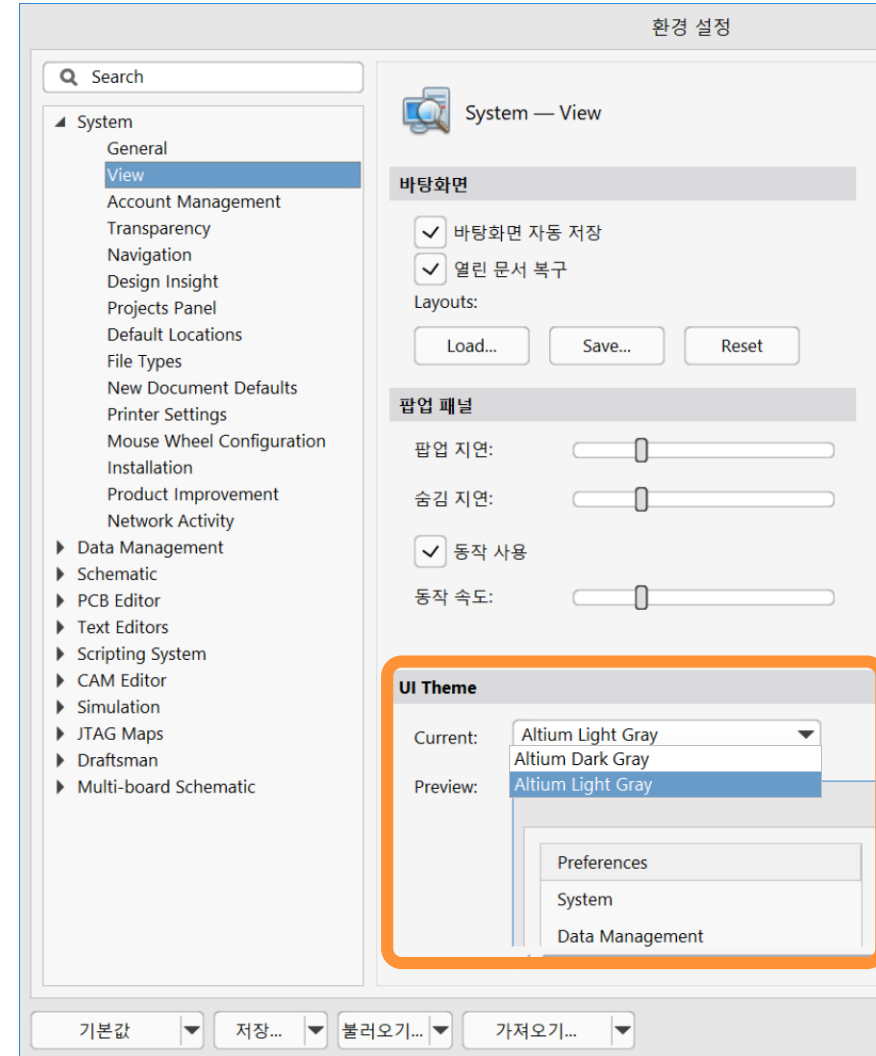 환경 설정
Search
System
General
View
Account Management
Transparency
Navigation
Design Insight
Projects Panel
Default Locations
File Types
New Document Defaults
Printer Settings
Mouse Wheel Configuration
Installation
Product Improvement
Network Activity
Data Management
Schematic
PCB Editor
Text Editors
Scripting System
CAM Editor
Simulation
JTAG Maps
Draftsman
Multi-board Schematic
System — View
바탕화면
바탕화면 자동 저장
열린 문서 복구
Layouts:
Load... Save... Reset
팝업 패널
팝업 지연:
숨김 지연:
동작 사용
동작 속도:
UI Theme
Current: Altium Light Gray
Altium Dark Gray
Altium Light Gray
Preview:
Preferences
System
Data Management
기본값 저장... 불러오기... 가져오기...